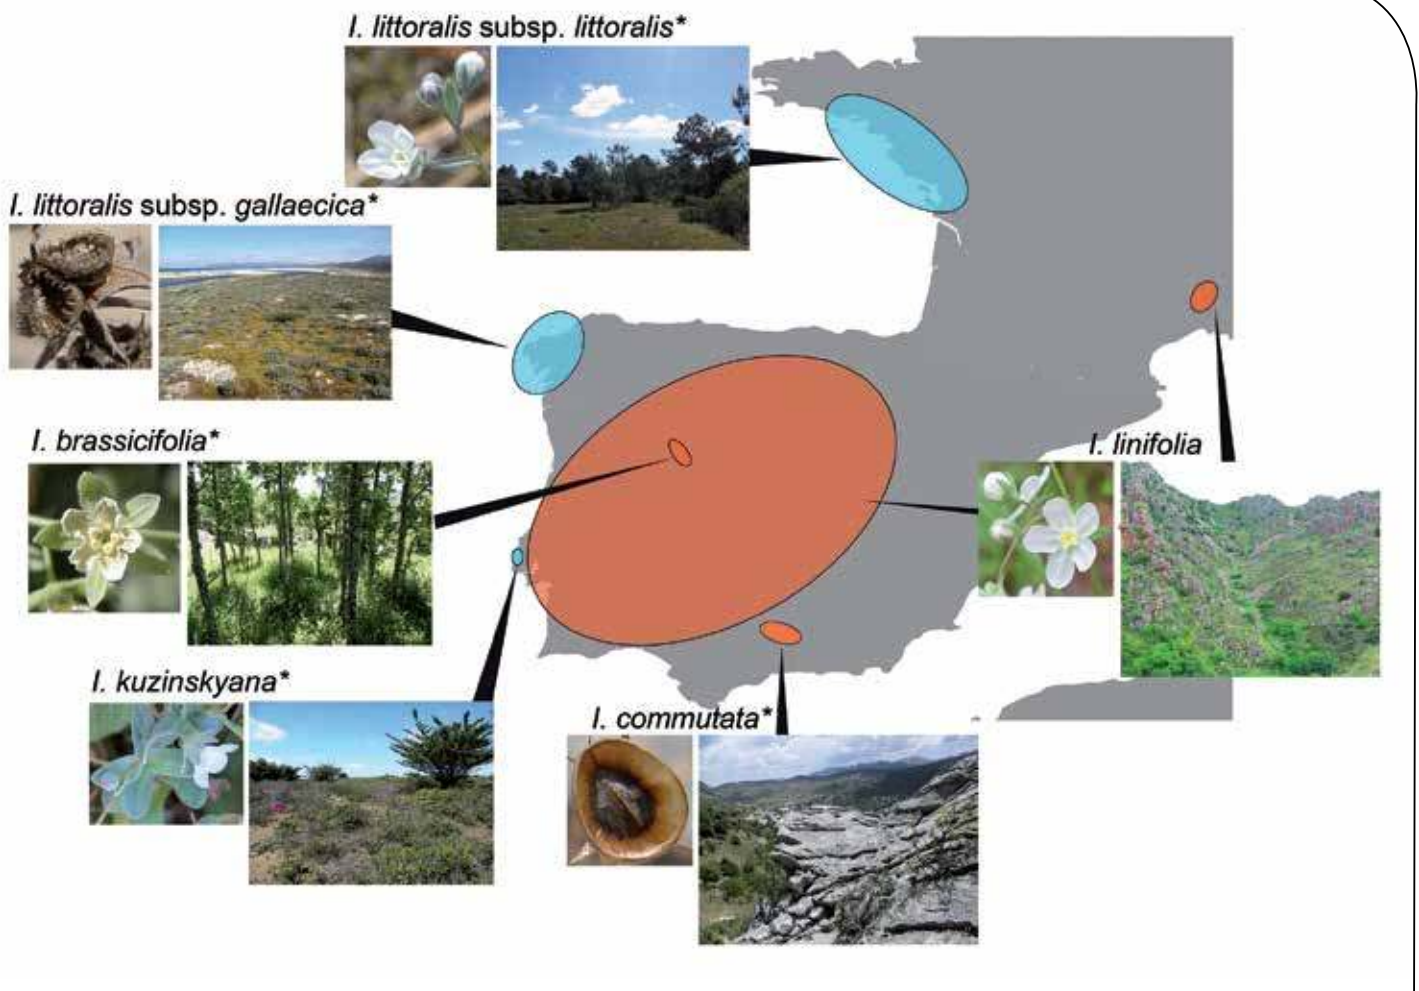 I. littoralis subsp. littoralis*
I. littoralis subsp. gallaecica*
I. brassicifolia*
I. linifolia
I. kuzinskyana*
I. commutata*